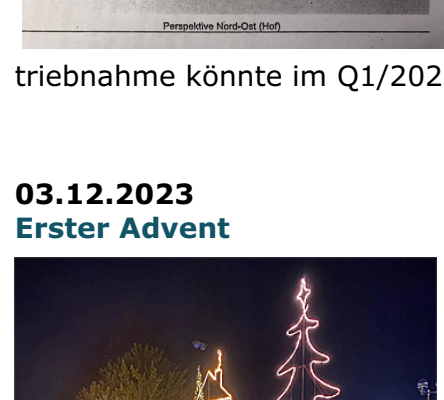 Perspektive Nord-Ost (Hof)
triebnahme könnte im Q1/202
03.12.2023
Erster Advent